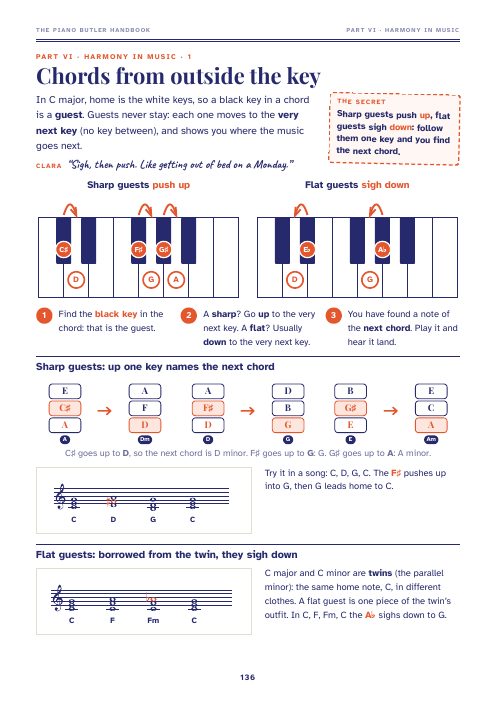 THE PIANO BUTLER HANDBOOK
PART VI · HARMONY IN MUSIC
PART VI · HARMONY IN MUSIC · 1
Chords from outside the key
In C major, home is the white keys, so a black key in a chord
is a guest. Guests never stay: each one moves to the very
next key (no key between), and shows you where the music
goes next.
CLARA "Sigh, then push. Like getting out of bed on a Monday."
THE SECRET
Sharp guests push up, flat
guests sigh down: follow
them one key and you find
the next chord.
Sharp guests push up
C♯ F♯ G♯
D G A
Flat guests sigh down
E♭ A♭
D G
1 Find the black key in the
chord: that is the guest.
2 A sharp? Go up to the very
next key. A flat? Usually
down to the very next key.
3 You have found a note of
the next chord. Play it and
hear it land.
Sharp guests: up one key names the next chord
E A A D B E
C♯ → F F♯ → B G♯ → C
A D D G E A
A Dm D G E Am
C♯ goes up to D, so the next chord is D minor. F♯ goes up to G: G. G♯ goes up to A: A minor.
C D G C
Try it in a song: C, D, G, C. The F♯ pushes up
into G, then G leads home to C.
Flat guests: borrowed from the twin, they sigh down
C F Fm C
C major and C minor are twins (the parallel
minor): the same home note, C, in different
clothes. A flat guest is one piece of the twin's
outfit. In C, F, Fm, C the A♭ sighs down to G.
136